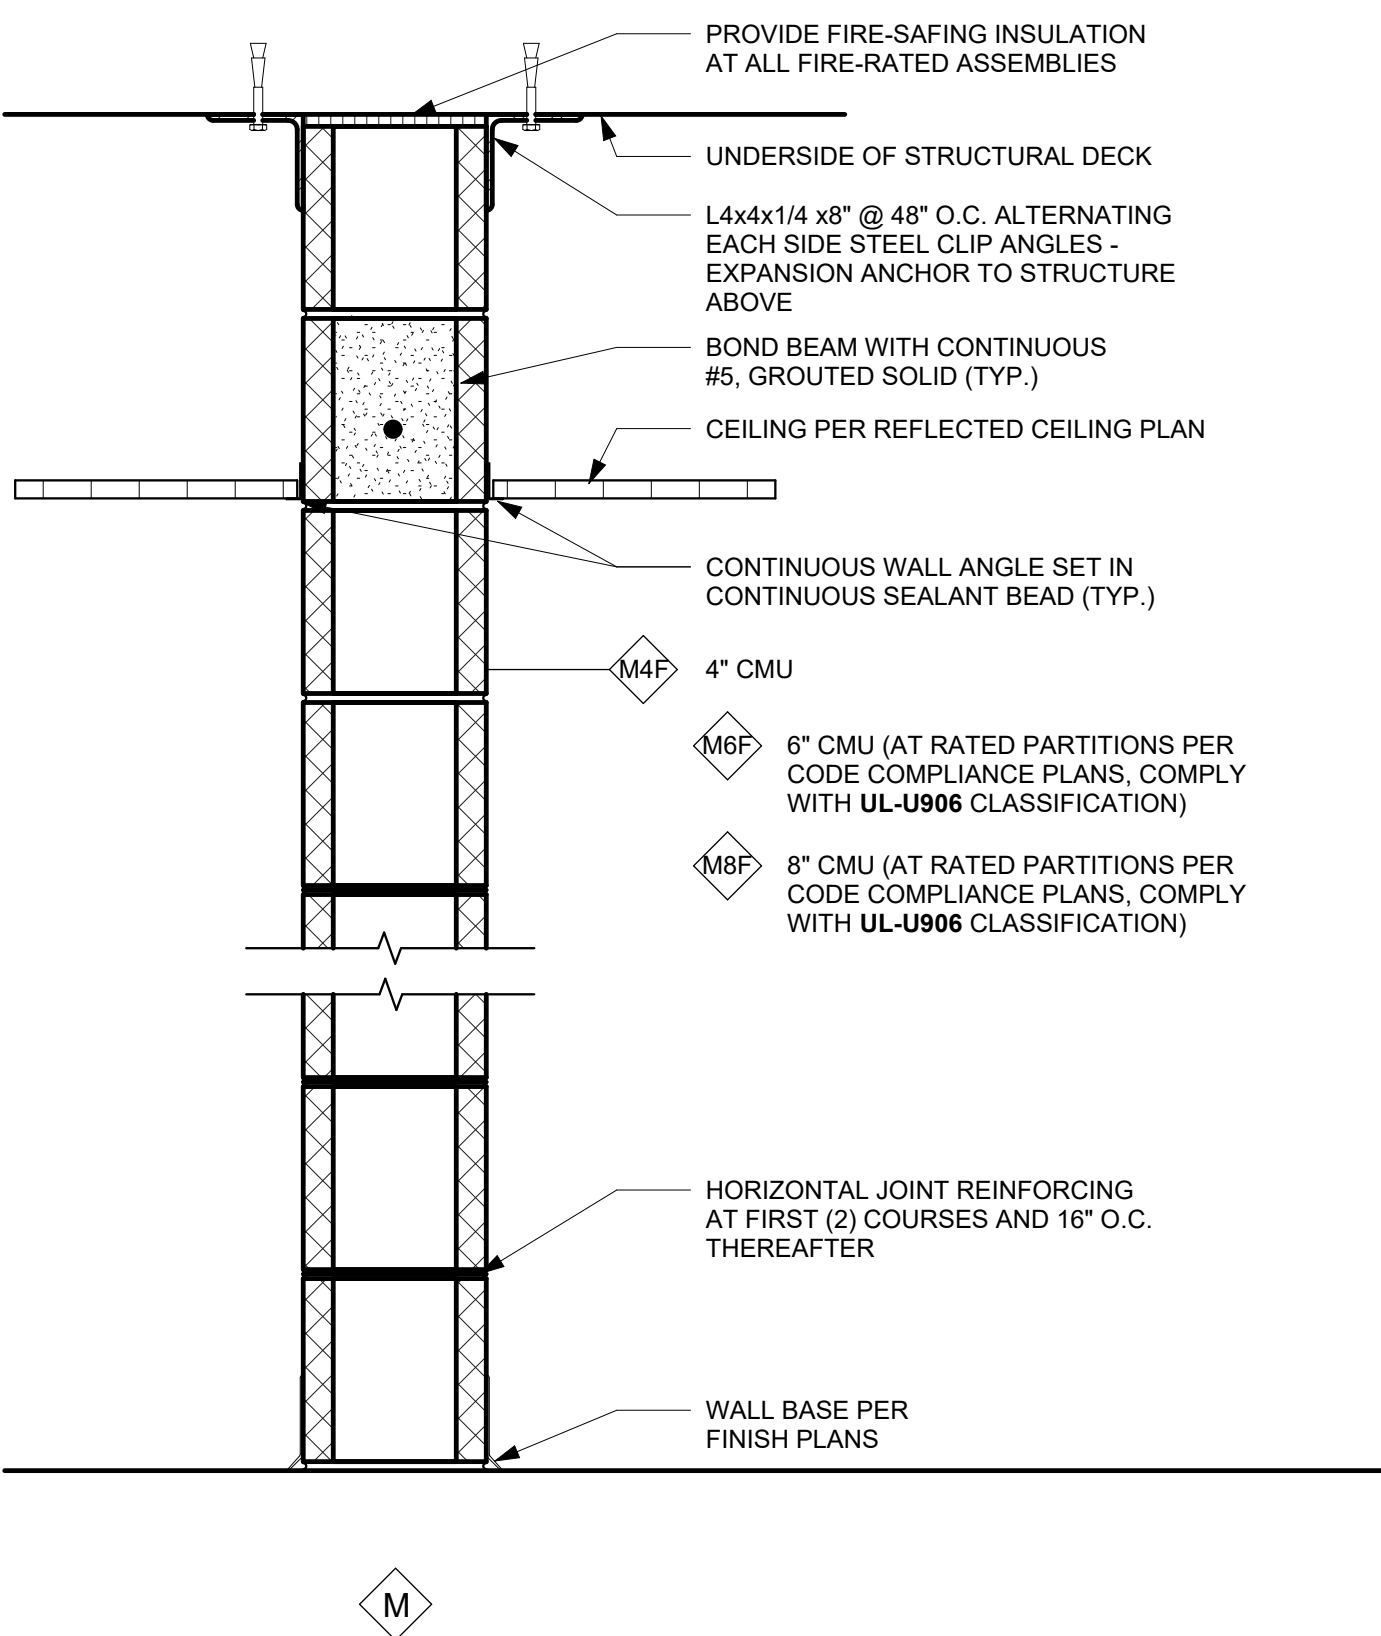 PROVIDE FIRE-SAFING INSULATION
AT ALL FIRE-RATED ASSEMBLIES
UNDERSIDE OF STRUCTURAL DECK
L4x4x1/4 x8" @ 48" O.C. ALTERNATING
EACH SIDE STEEL CLIP ANGLES -
EXPANSION ANCHOR TO STRUCTURE
ABOVE
BOND BEAM WITH CONTINUOUS
#5, GROUTED SOLID (TYP.)
CEILING PER REFLECTED CEILING PLAN
CONTINUOUS WALL ANGLE SET IN
CONTINUOUS SEALANT BEAD (TYP.)
M4F 4" CMU
M6F 6" CMU (AT RATED PARTITIONS PER
CODE COMPLIANCE PLANS, COMPLY
WITH UL-U906 CLASSIFICATION)
M8F 8" CMU (AT RATED PARTITIONS PER
CODE COMPLIANCE PLANS, COMPLY
WITH UL-U906 CLASSIFICATION)
HORIZONTAL JOINT REINFORCING
AT FIRST (2) COURSES AND 16" O.C.
THEREAFTER
WALL BASE PER
FINISH PLANS
M